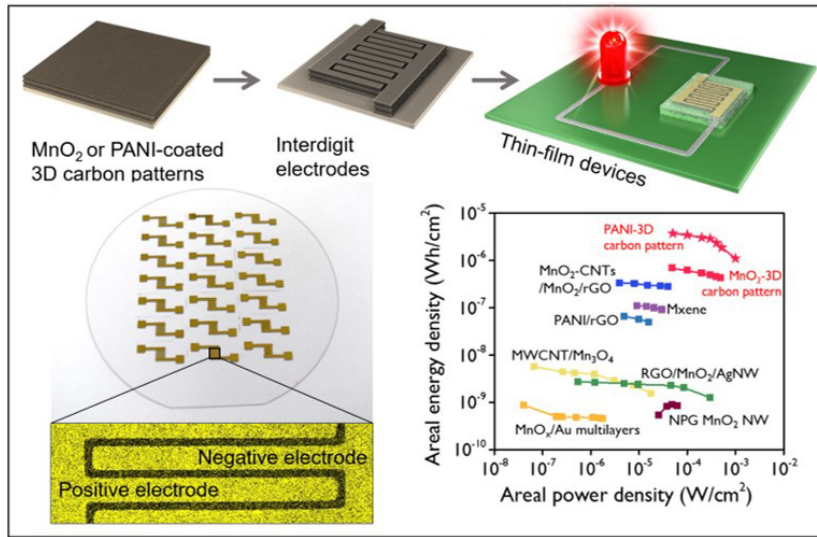 MnO₂ or PANI-coated
3D carbon patterns
Interdigit
electrodes
Thin-film devices
Negative electrode
Positive electrode
Areal energy density (Wh/cm²)
10⁻⁵
10⁻⁶
10⁻⁷
10⁻⁸
10⁻⁹
10⁻¹⁰
PANI-3D
carbon pattern
MnO₂-3D
carbon pattern
MnO₂-CNTs
/MnO₂/rGO
Mxene
PANI/rGO
MWCNT/Mn₃O₄
RGO/MnO₂/AgNW
MnOₓ/Au multilayers
NPG MnO₂ NW
10⁻⁸ 10⁻⁷ 10⁻⁶ 10⁻⁵ 10⁻⁴ 10⁻³ 10⁻²
Areal power density (W/cm²)